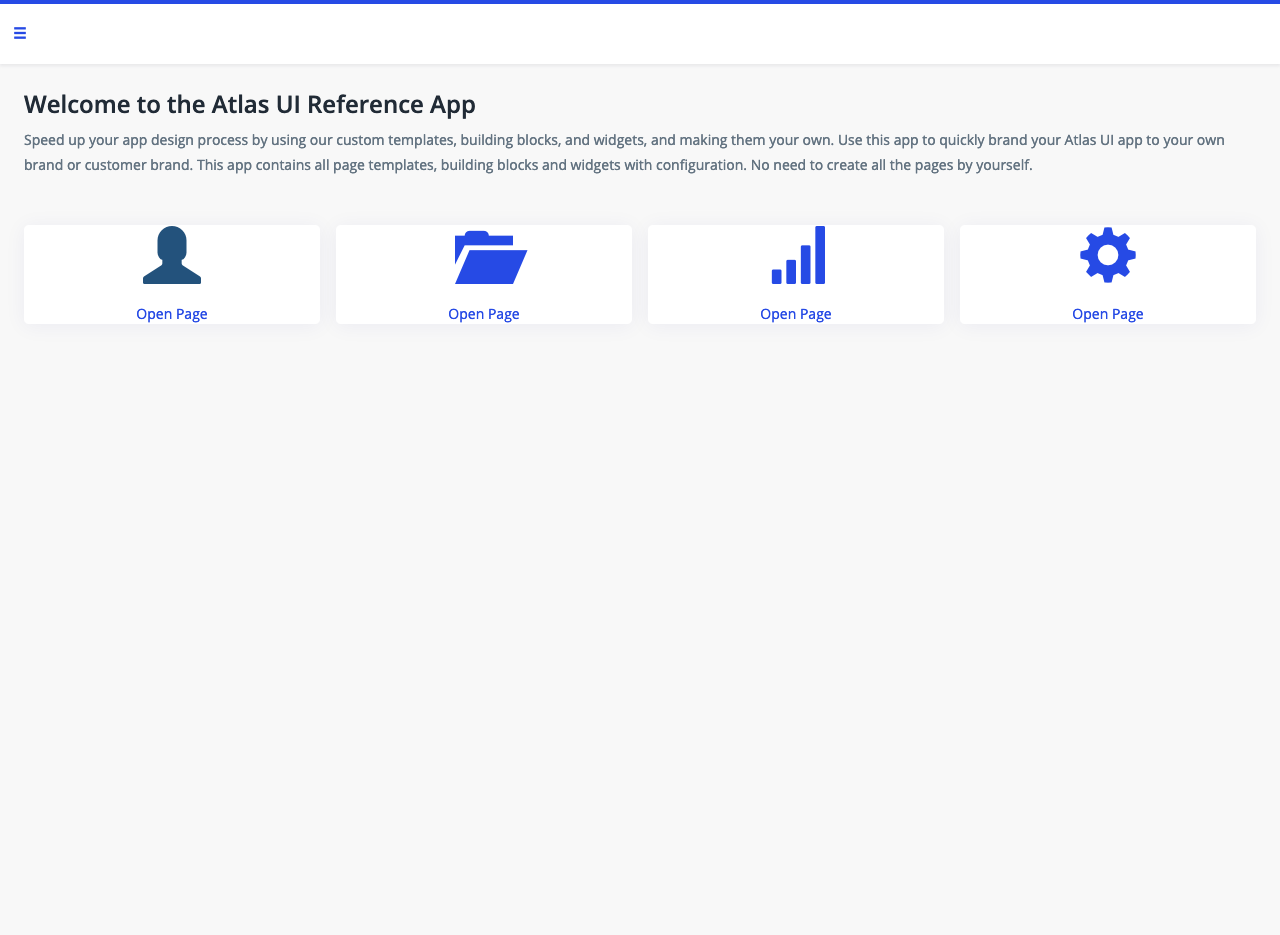 Welcome to the Atlas UI Reference App
Speed up your app design process by using our custom templates, building blocks, and widgets, and making them your own. Use this app to quickly brand your Atlas UI app to your own
brand or customer brand. This app contains all page templates, building blocks and widgets with configuration. No need to create all the pages by yourself.
Open Page
Open Page
Open Page
Open Page